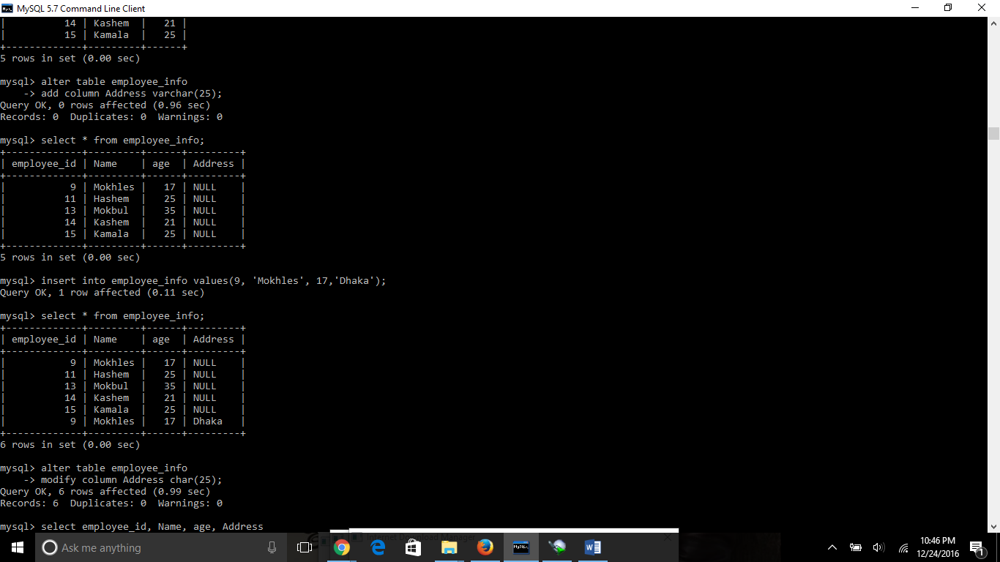 MySQL 5.7 Command Line Client
|          14 | Kashem  |   21 |
|          15 | Kamala  |   25 |
+-------------+---------+------+
5 rows in set (0.00 sec)
mysql> alter table employee_info
    -> add column Address varchar(25);
Query OK, 0 rows affected (0.96 sec)
Records: 0  Duplicates: 0  Warnings: 0
mysql> select * from employee_info;
+-------------+---------+------+---------+
| employee_id | Name    | age  | Address |
+-------------+---------+------+---------+
|           9 | Mokhles |   17 | NULL    |
|          11 | Hashem  |   25 | NULL    |
|          13 | Mokbul  |   35 | NULL    |
|          14 | Kashem  |   21 | NULL    |
|          15 | Kamala  |   25 | NULL    |
+-------------+---------+------+---------+
5 rows in set (0.00 sec)
mysql> insert into employee_info values(9, 'Mokhles', 17,'Dhaka');
Query OK, 1 row affected (0.11 sec)
mysql> select * from employee_info;
+-------------+---------+------+---------+
| employee_id | Name    | age  | Address |
+-------------+---------+------+---------+
|           9 | Mokhles |   17 | NULL    |
|          11 | Hashem  |   25 | NULL    |
|          13 | Mokbul  |   35 | NULL    |
|          14 | Kashem  |   21 | NULL    |
|          15 | Kamala  |   25 | NULL    |
|           9 | Mokhles |   17 | Dhaka   |
+-------------+---------+------+---------+
6 rows in set (0.00 sec)
mysql> alter table employee_info
    -> modify column Address char(25);
Query OK, 6 rows affected (0.99 sec)
Records: 6  Duplicates: 0  Warnings: 0
mysql> select employee_id, Name, age, Address
Internet Download Manager
Ask me anything
10:46 PM
12/24/2016
1